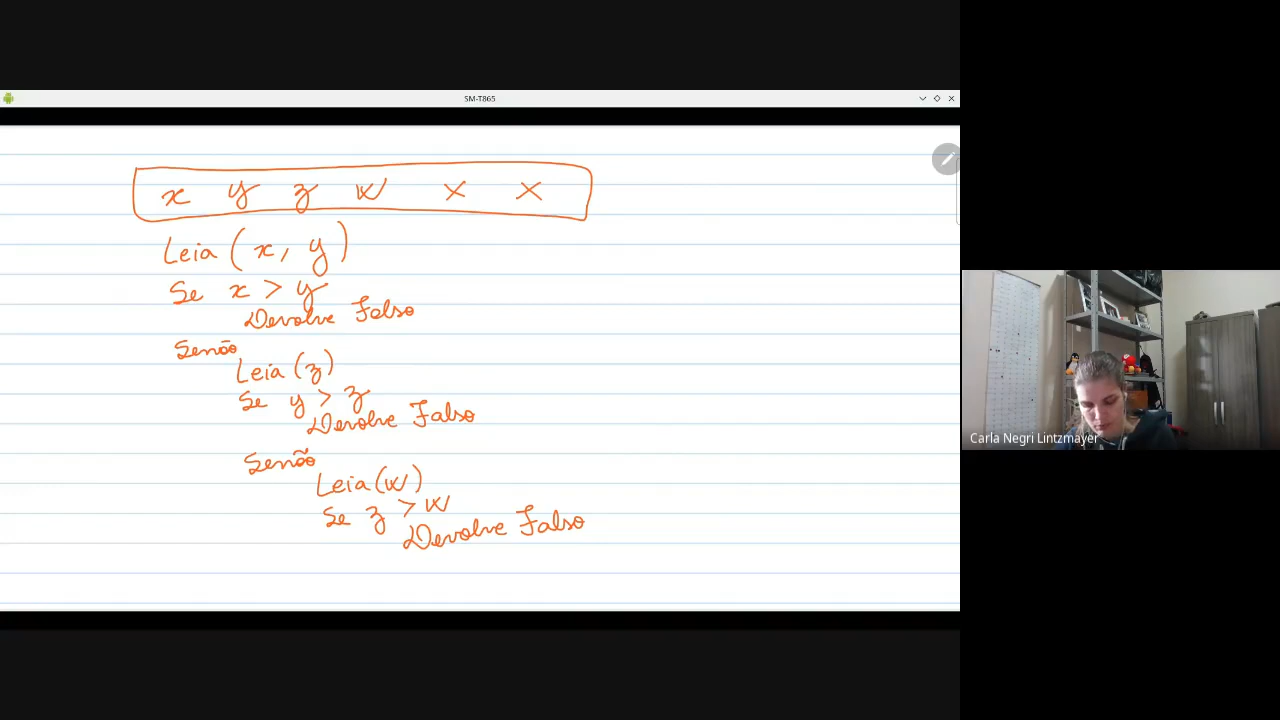 SM-T865
x y z w x x
Leia (x, y)
Se x > y
Devolve Falso
Senão
Leia (z)
Se y > z
Devolve Falso
Senão
Leia (w)
Se z > w
Devolve Falso
Carla Negri Lintzmayer